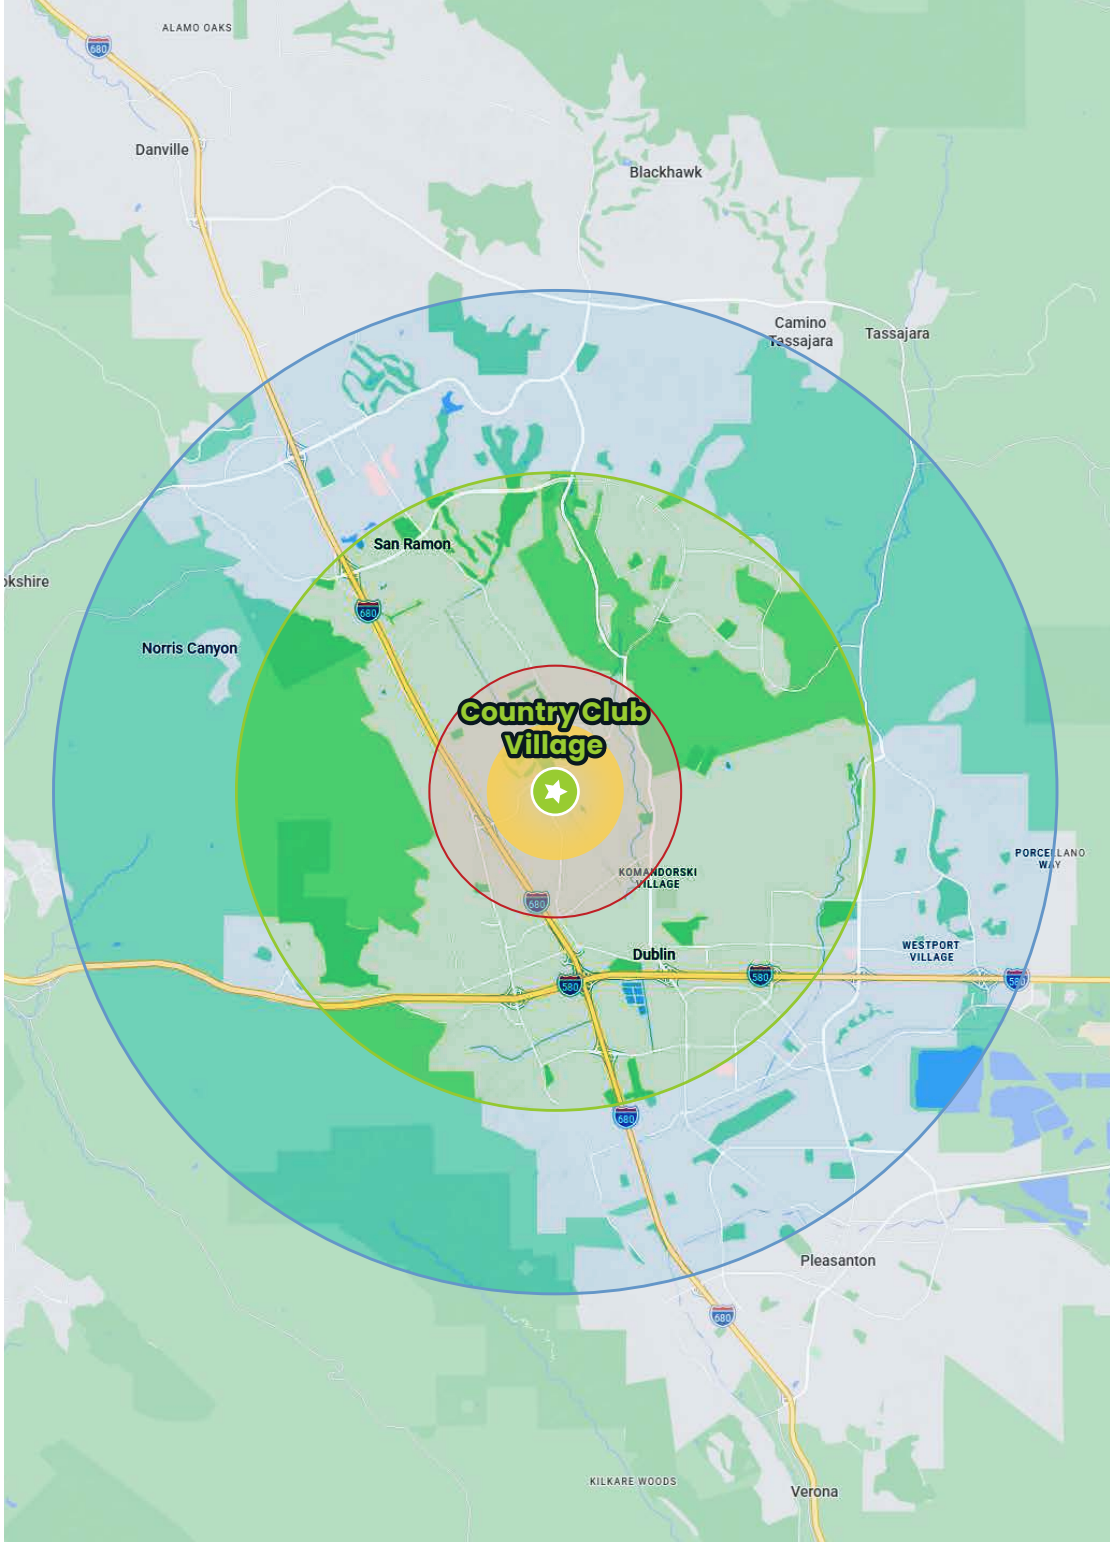 ALAMO OAKS
680
Danville
Blackhawk
Camino
Tassajara
Tassajara
San Ramon
okshire
680
Norris Canyon
Country Club
Village
PORCELLANO
WAY
KOMANDORSKI
VILLAGE
680
WESTPORT
VILLAGE
Dublin
580
580
580
680
Pleasanton
680
KILKARE WOODS
Verona